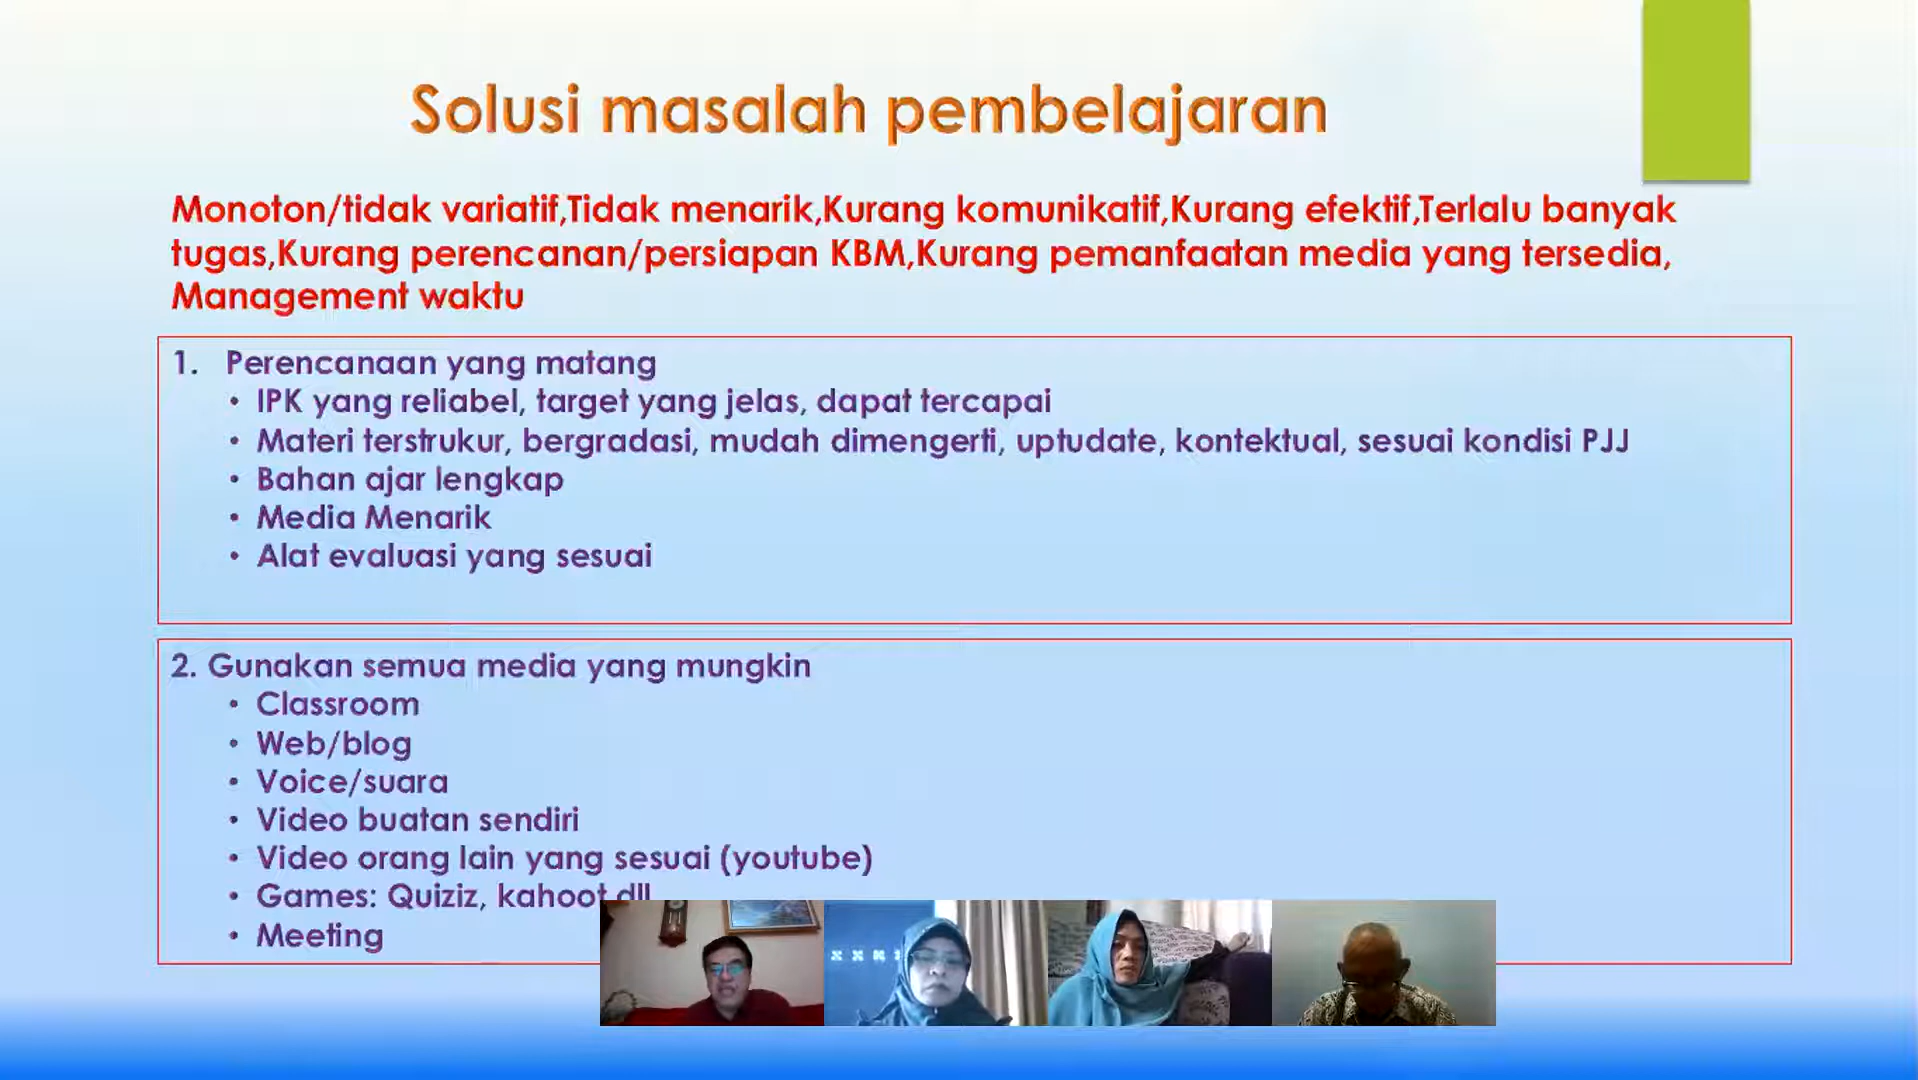 Solusi masalah pembelajaran
Monoton/tidak variatif,Tidak menarik,Kurang komunikatif,Kurang efektif,Terlalu banyak
tugas,Kurang perencanan/persiapan KBM,Kurang pemanfaatan media yang tersedia,
Management waktu
1. Perencanaan yang matang
• IPK yang reliabel, target yang jelas, dapat tercapai
• Materi terstrukur, bergradasi, mudah dimengerti, uptudate, kontektual, sesuai kondisi PJJ
• Bahan ajar lengkap
• Media Menarik
• Alat evaluasi yang sesuai
2. Gunakan semua media yang mungkin
• Classroom
• Web/blog
• Voice/suara
• Video buatan sendiri
• Video orang lain yang sesuai (youtube)
• Games: Quiziz, kahoot dll
• Meeting